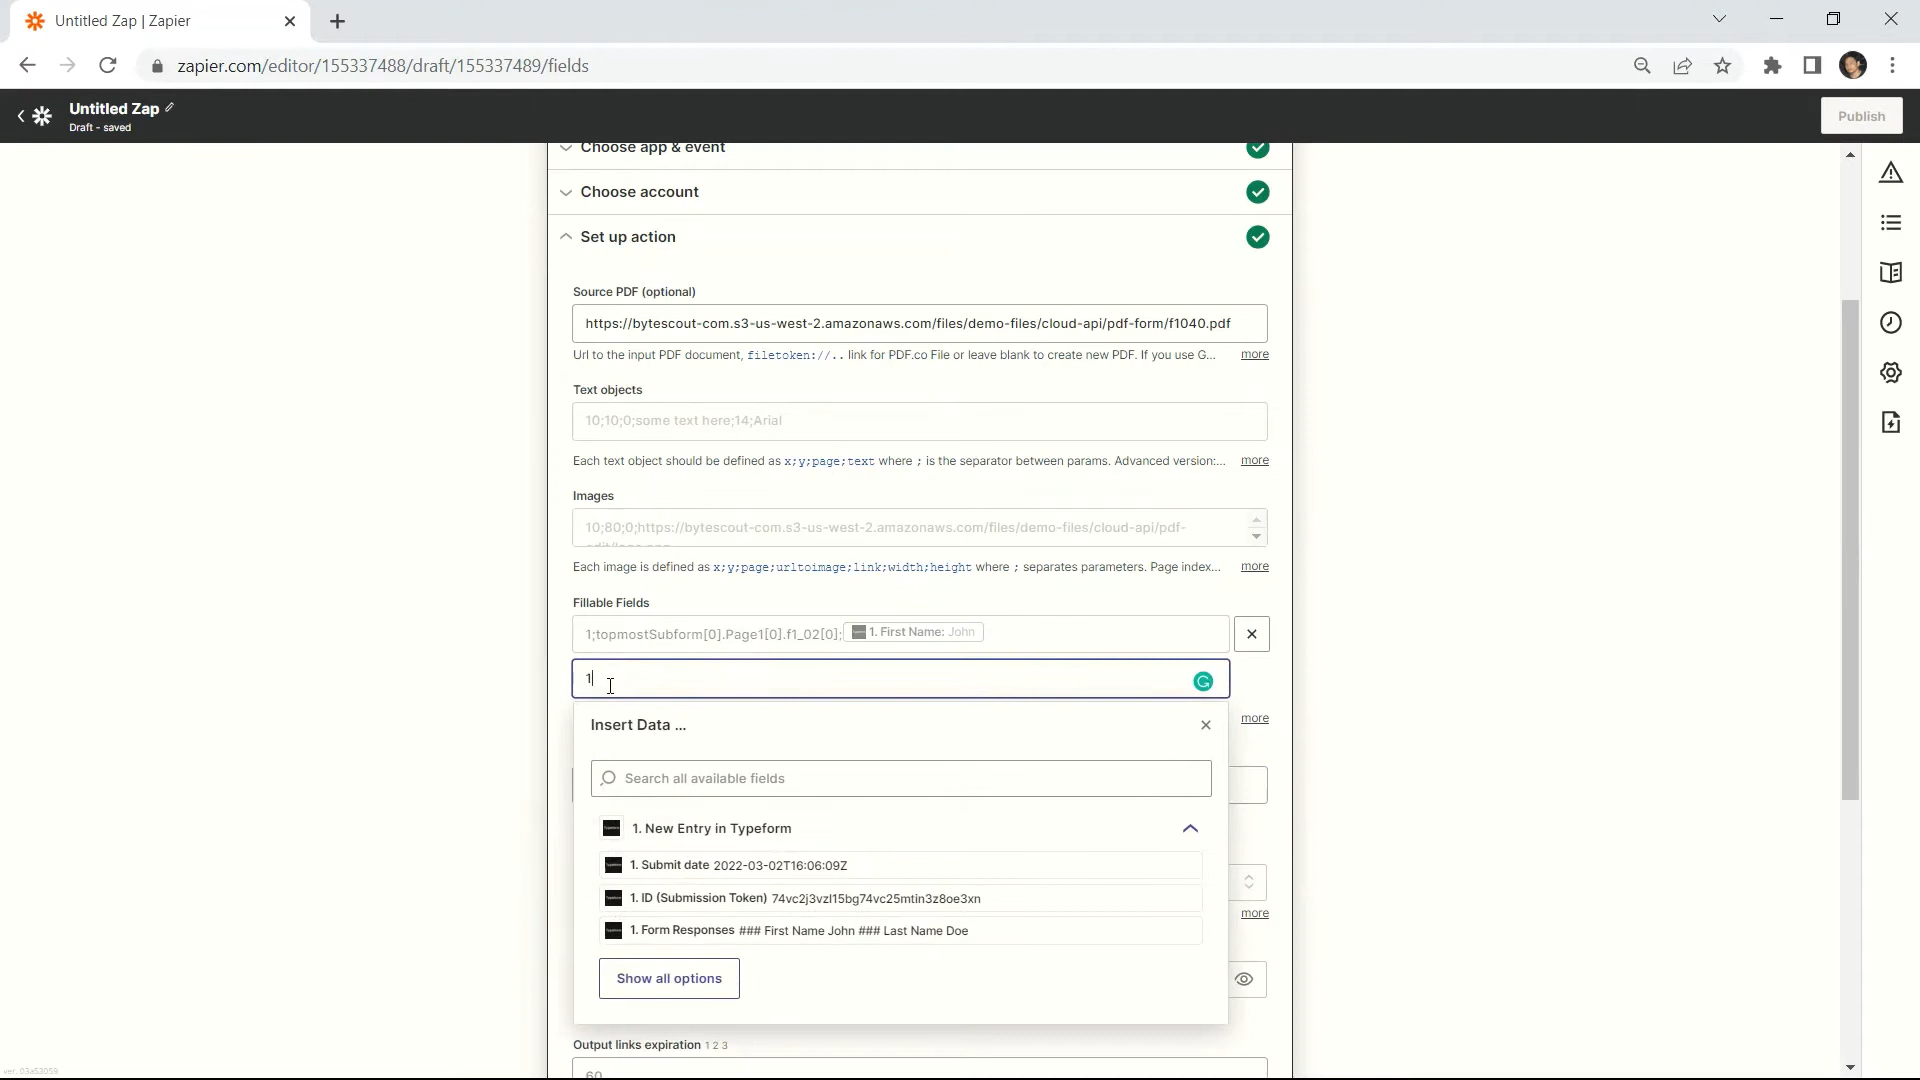 Untitled Zap | Zapier
zapier.com/editor/155337488/draft/155337489/fields
Untitled Zap
Draft - saved
Publish
Choose app & event
Choose account
Set up action
Source PDF (optional)
https://bytescout-com.s3-us-west-2.amazonaws.com/files/demo-files/cloud-api/pdf-form/f1040.pdf
Url to the input PDF document, filetoken://.. link for PDF.co File or leave blank to create new PDF. If you use G... more
Text objects
10;10;0;some text here;14;Arial
Each text object should be defined as x;y;page;text where ; is the separator between params. Advanced version:... more
Images
10;80;0;https://bytescout-com.s3-us-west-2.amazonaws.com/files/demo-files/cloud-api/pdf-
Each image is defined as x;y;page;urltoimage;link;width;height where ; separates parameters. Page index... more
Fillable Fields
1;topmostSubform[0].Page1[0].f1_02[0]; 1. First Name: John
1
Insert Data ...
more
Search all available fields
1. New Entry in Typeform
1. Submit date 2022-03-02T16:06:09Z
1. ID (Submission Token) 74vc2j3vzl15bg74vc25mtin3z8oe3xn
more
1. Form Responses ### First Name John ### Last Name Doe
Show all options
Output links expiration 1 2 3
60
ver. 03a53059